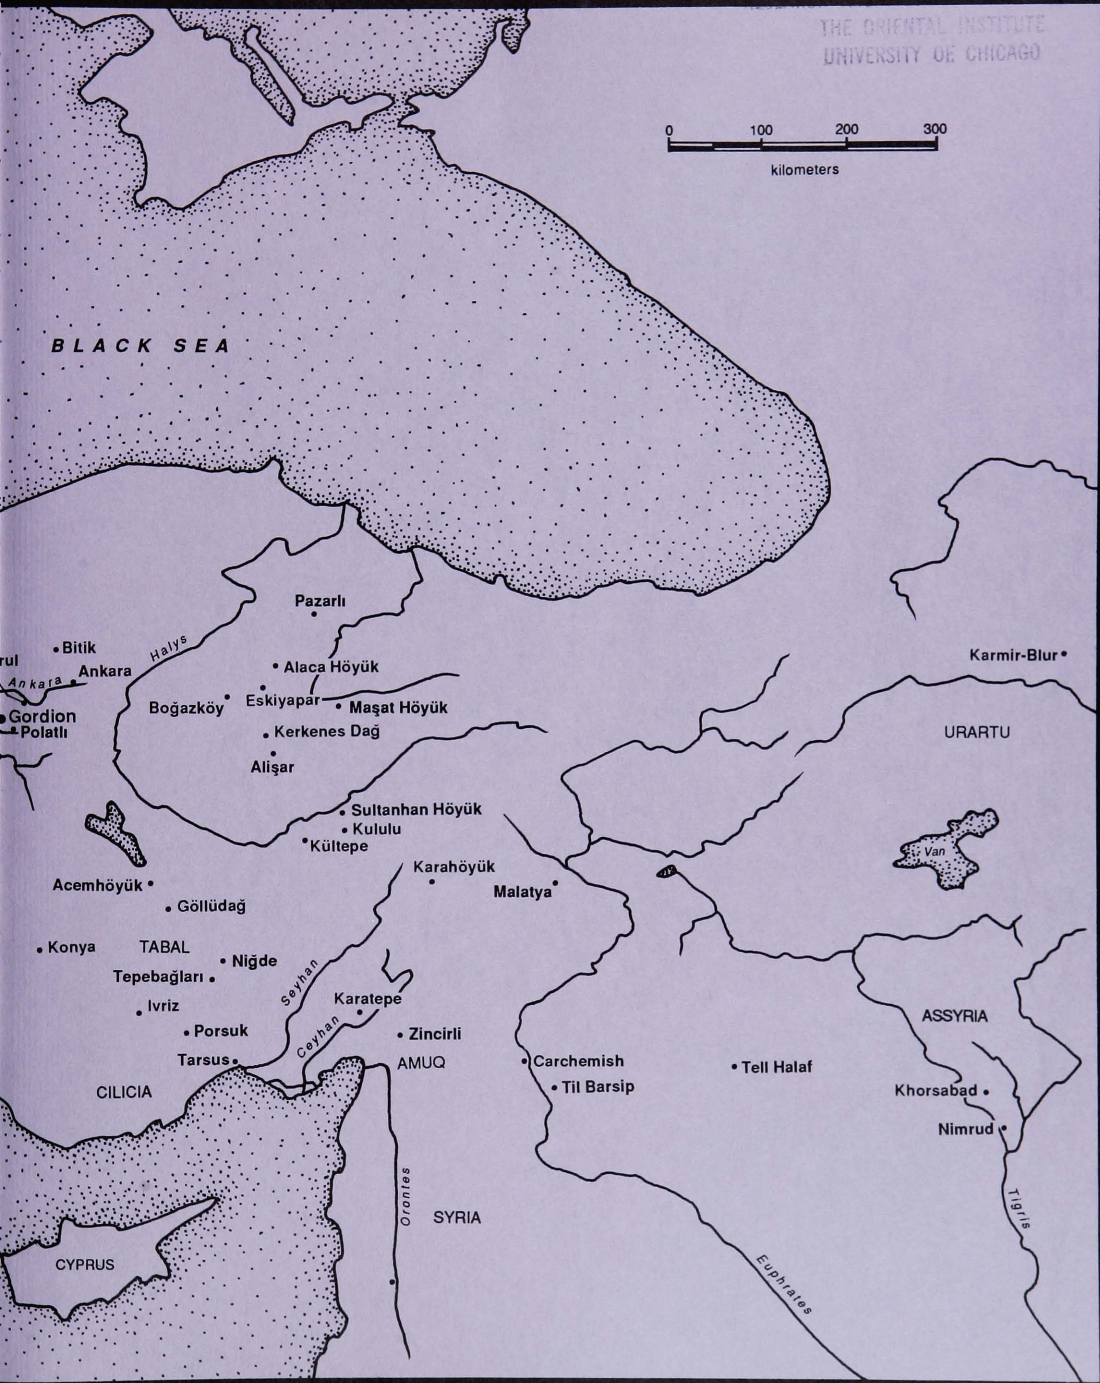 THE ORIENTAL INSTITUTE
UNIVERSITY OF CHICAGO
0 100 200 300
kilometers
BLACK SEA
Pazarlı
Halys
Bitik
rul
Ankara
Ankara
Alaca Höyük
Karmir-Blur
Eskiyapar
Boğazköy
Maşat Höyük
Gordion
Polatlı
Kerkenes Dağ
URARTU
Alişar
Sultanhan Höyük
Kululu
Kültepe
Van
Karahöyük
Acemhöyük
Malatya
Göllüdağ
Konya
TABAL
Niğde
Tepebağları
Seyhan
Karatepe
Ivriz
ASSYRIA
Porsuk
Ceyhan
Zincirli
Tarsus
AMUQ
Carchemish
Tell Halaf
CILICIA
Til Barsip
Khorsabad
Nimrud
Orontes
SYRIA
Tigris
CYPRUS
Euphrates